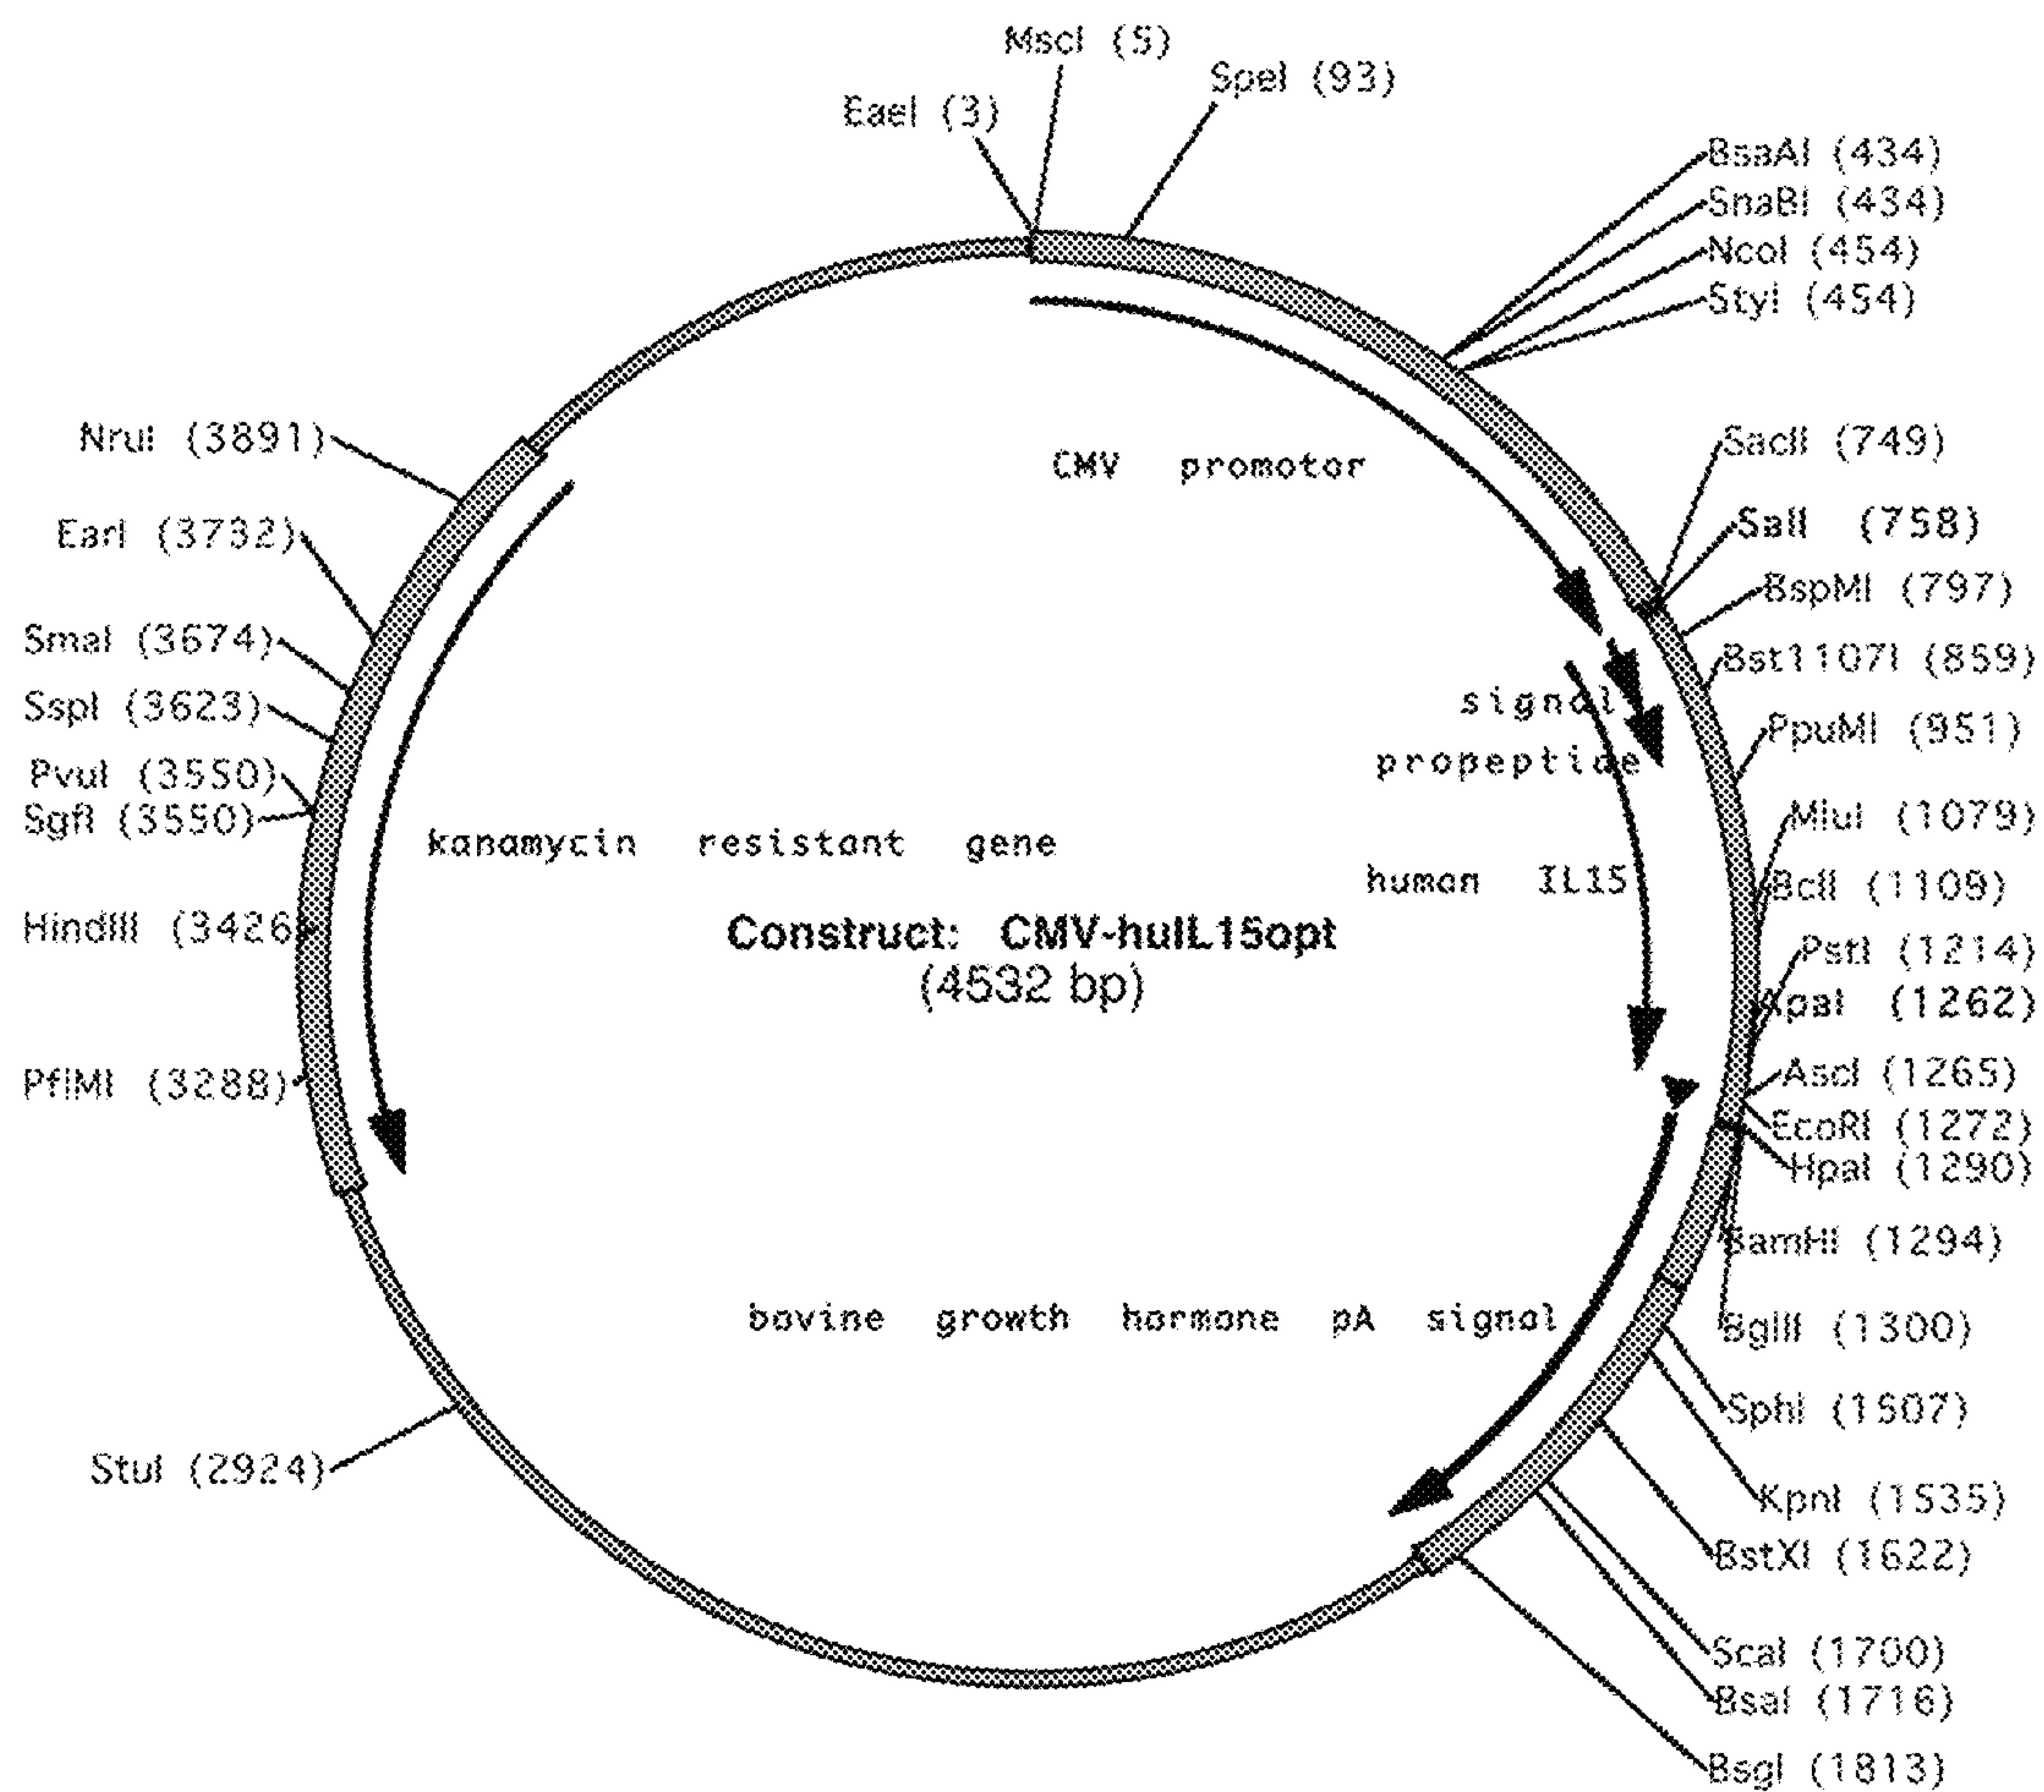 MscI (5)
SpeI (93)
EaeI (3)
BsaAI (434)
SnaBI (434)
NcoI (454)
StyI (454)
NruI (3891)
CMV promotor
SacII (749)
SalI (758)
EarI (3732)
BspMI (797)
SmaI (3674)
Bst1107I (859)
SspI (3623)
signal
PpuMI (951)
propeptide
PvuI (3550)
SgfI (3550)
MluI (1079)
kanamycin resistant gene
human IL15
BclI (1109)
HindIII (3426
Construct: CMV-huIL15opt
(4532 bp)
PstI (1214)
ApaI (1262)
AscI (1265)
PflMI (3288)
EcoRI (1272)
HpaI (1290)
BamHI (1294)
bovine growth hormone pA signal
BglII (1300)
SphI (1507)
StuI (2924)
KpnI (1535)
BstXI (1622)
ScaI (1700)
BsaI (1716)
BsgI (1813)